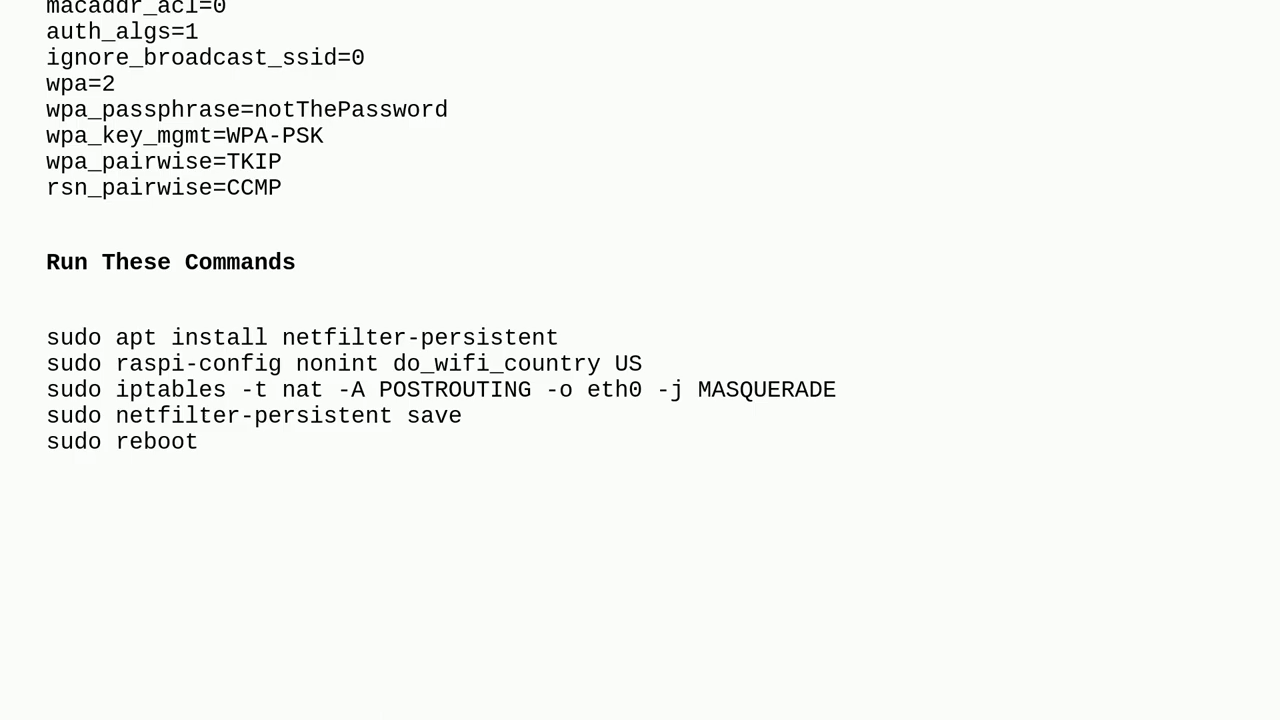 macaddr_acl=0
auth_algs=1
ignore_broadcast_ssid=0
wpa=2
wpa_passphrase=notThePassword
wpa_key_mgmt=WPA-PSK
wpa_pairwise=TKIP
rsn_pairwise=CCMP
Run These Commands
sudo apt install netfilter-persistent
sudo raspi-config nonint do_wifi_country US
sudo iptables -t nat -A POSTROUTING -o eth0 -j MASQUERADE
sudo netfilter-persistent save
sudo reboot